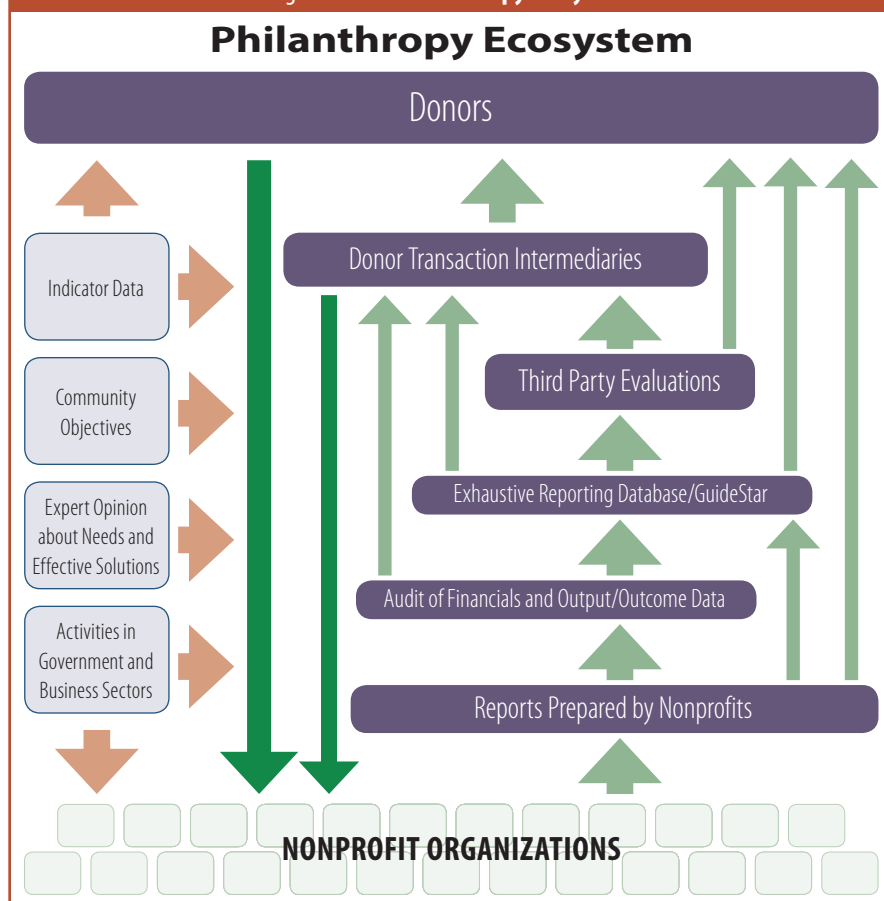 Philanthropy Ecosystem
Donors
Indicator Data
Donor Transaction Intermediaries
Third Party Evaluations
Community
Objectives
Exhaustive Reporting Database/GuideStar
Expert Opinion
about Needs and
Effective Solutions
Audit of Financials and Output/Outcome Data
Activities in
Government and
Business Sectors
Reports Prepared by Nonprofits
NONPROFIT ORGANIZATIONS